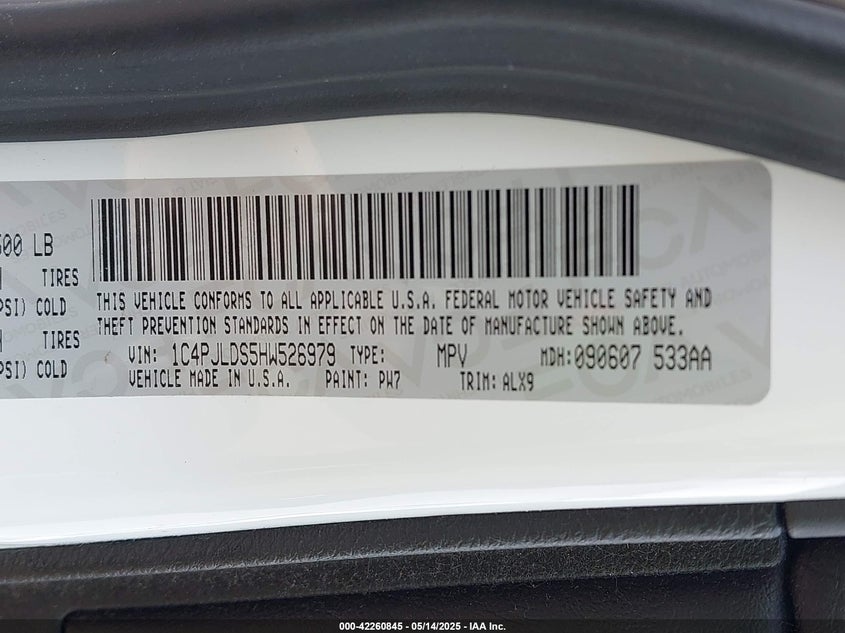 500 LB
TIRES
PSI) COLD
TIRES
PSI) COLD
THIS VEHICLE CONFORMS TO ALL APPLICABLE U.S.A. FEDERAL MOTOR VEHICLE SAFETY AND
THEFT PREVENTION STANDARDS IN EFFECT ON THE DATE OF MANUFACTURE SHOWN ABOVE.
VIN: 1C4PJLDS5HW526979 TYPE: MPV MDH: 090607 533AA
VEHICLE MADE IN U.S.A. PAINT: PW7 TRIM: ALX9
000-42260845 - 05/14/2025 - IAA Inc.